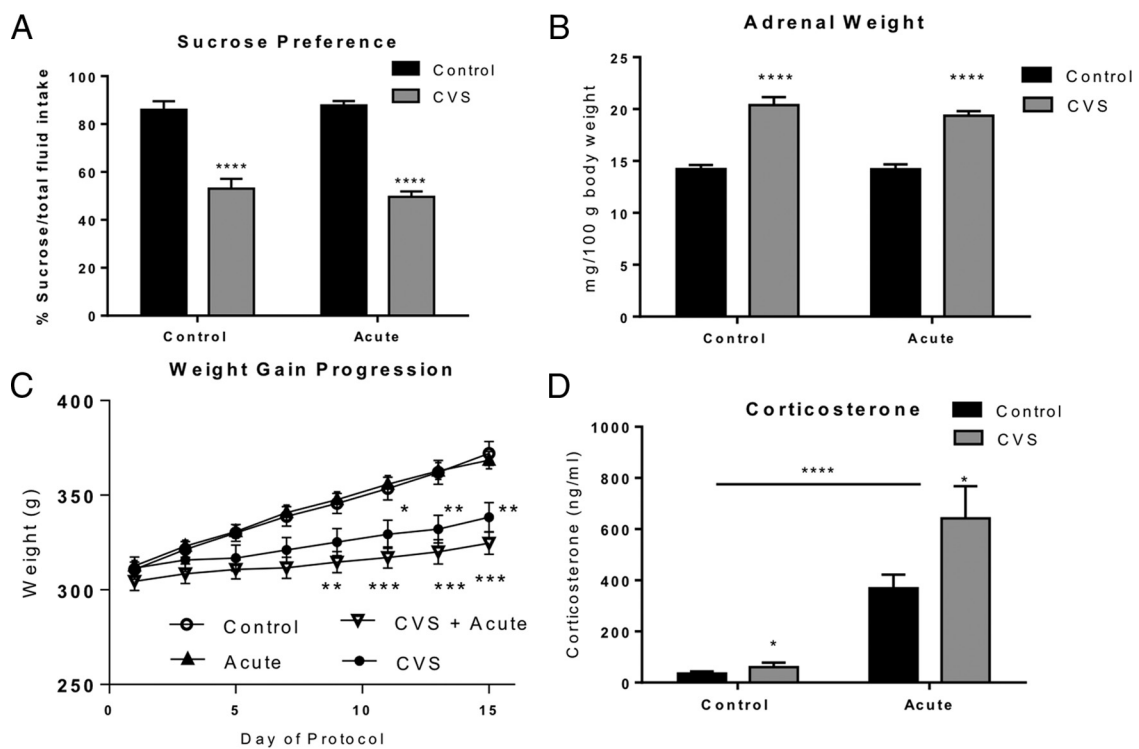 A
Sucrose Preference
Control
CVS
% Sucrose/total fluid intake
100
80
60
40
20
0
****
****
Control
Acute
B
Adrenal Weight
Control
CVS
mg/100 g body weight
25
20
15
10
5
0
****
****
Control
Acute
C
Weight Gain Progression
Weight (g)
400
350
300
250
* ** **
** *** *** ***
Control
CVS + Acute
Acute
CVS
0 5 10 15
Day of Protocol
D
Corticosterone
Control
CVS
Corticosterone (ng/ml)
1000
800
600
400
200
0
****
*
*
Control
Acute